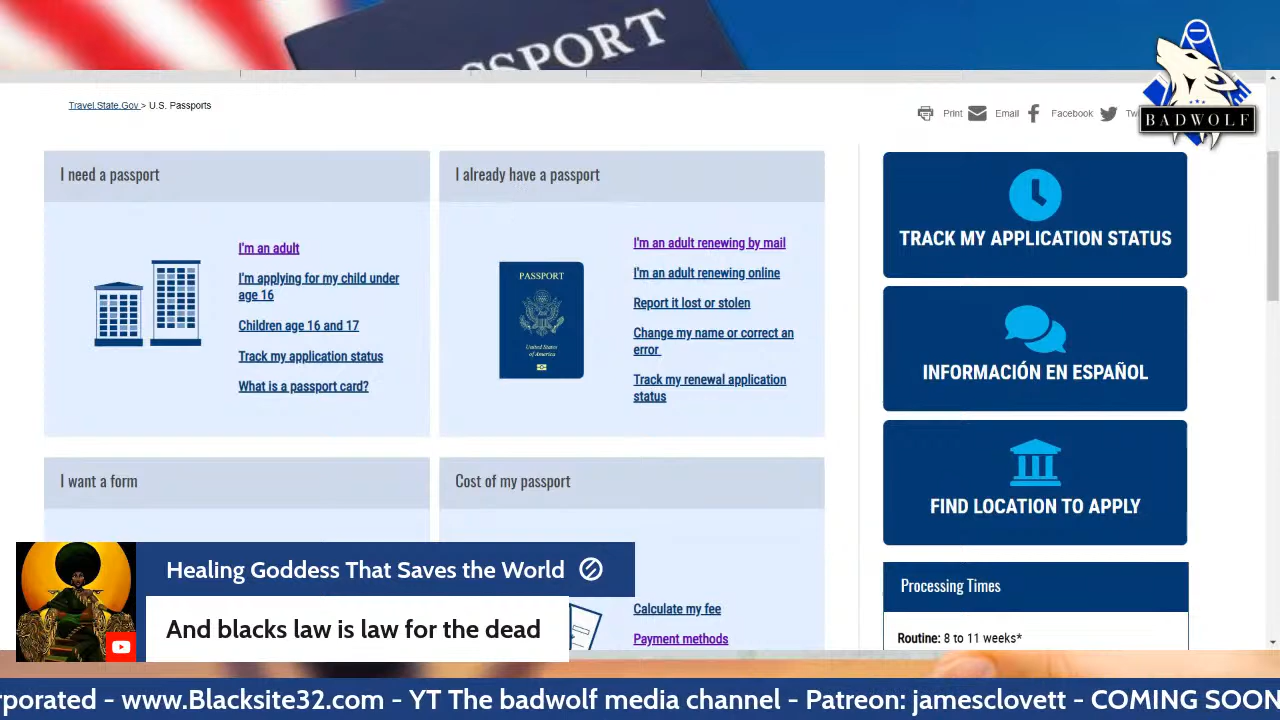 SPORT
BADWOLF
Travel.State.Gov > U.S. Passports
Print
Email
Facebook
I need a passport
I'm an adult
I'm applying for my child under
age 16
Children age 16 and 17
Track my application status
What is a passport card?
I already have a passport
PASSPORT
United States
of America
I'm an adult renewing by mail
I'm an adult renewing online
Report it lost or stolen
Change my name or correct an
error
Track my renewal application
status
TRACK MY APPLICATION STATUS
INFORMACIÓN EN ESPAÑOL
FIND LOCATION TO APPLY
I want a form
Cost of my passport
Calculate my fee
Payment methods
Processing Times
Routine: 8 to 11 weeks*
Healing Goddess That Saves the World
And blacks law is law for the dead
rporated - www.Blacksite32.com - YT The badwolf media channel - Patreon: jamesclovett - COMING SOON